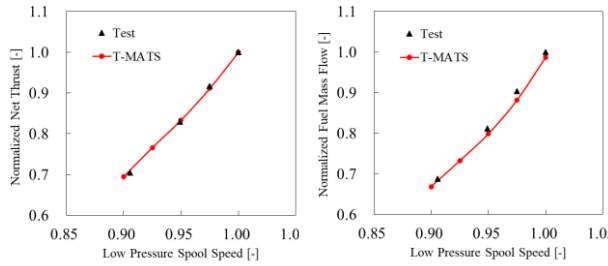 Normalized Net Thrust [-]
1.1
1.0
0.9
0.8
0.7
0.6
▲ Test
T-MATS
0.85 0.90 0.95 1.00 1.0
Low Pressure Spool Speed [-]
Normalized Fuel Mass Flow [-]
1.1
1.0
0.9
0.8
0.7
0.6
▲ Test
T-MATS
0.85 0.90 0.95 1.00 1.0
Low Pressure Spool Speed [-]